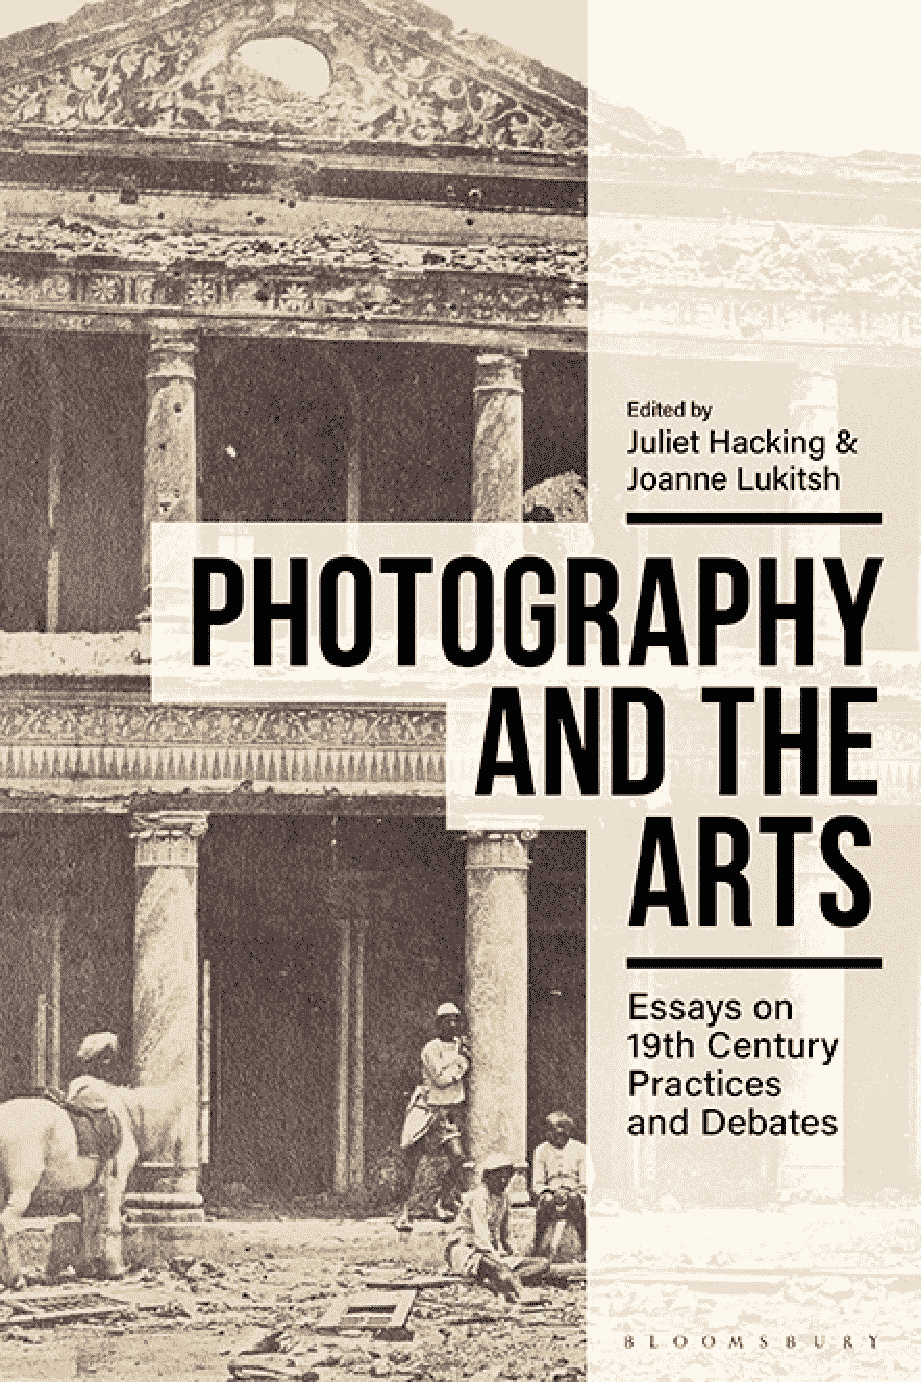 Edited by
Juliet Hacking &
Joanne Lukitsh
PHOTOGRAPHY
AND THE
ARTS
Essays on
19th Century
Practices
and Debates
BLOOMSBURY